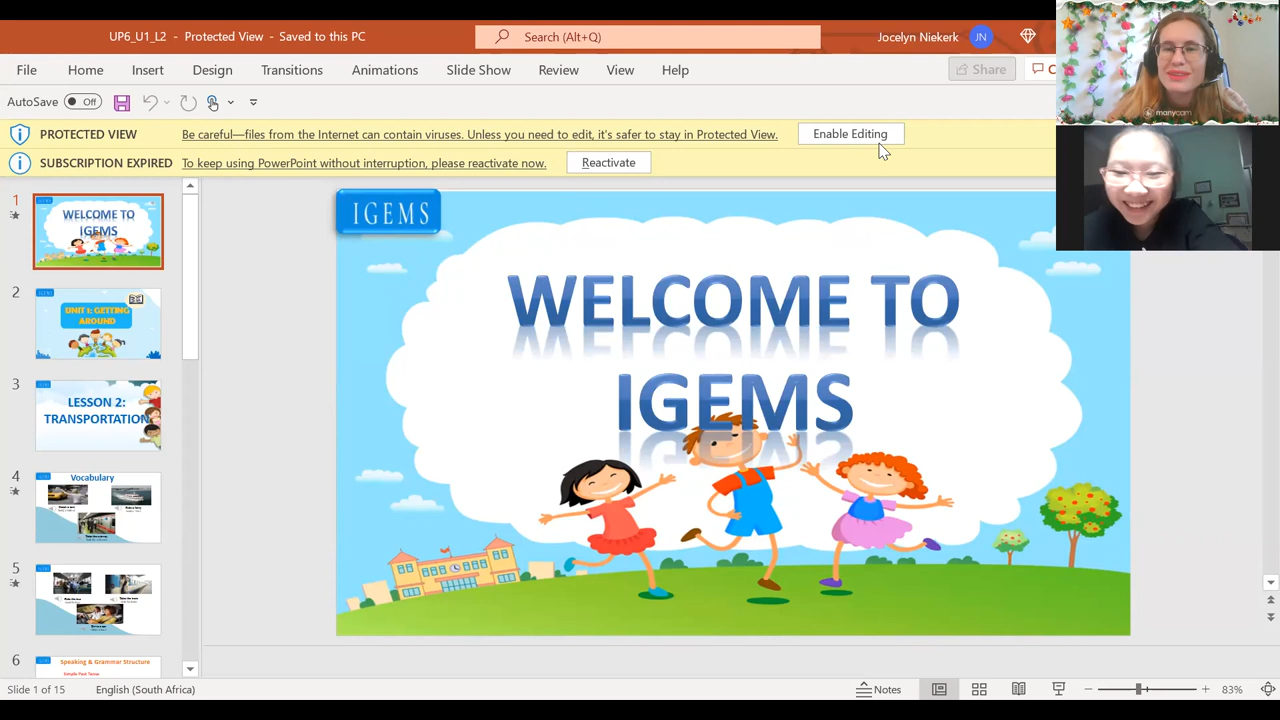 UP6_U1_L2 - Protected View - Saved to this PC
Search (Alt+Q)
Jocelyn Niekerk
JN
File Home Insert Design Transitions Animations Slide Show Review View Help
Share
C
AutoSave Off
PROTECTED VIEW Be careful—files from the Internet can contain viruses. Unless you need to edit, it's safer to stay in Protected View. Enable Editing
SUBSCRIPTION EXPIRED To keep using PowerPoint without interruption, please reactivate now. Reactivate
manycam
1
WELCOME TO
IGEMS
2
UNIT 1: GETTING
AROUND
3
LESSON 2:
TRANSPORTATION
4
Vocabulary
5
6
Speaking & Grammar Structure
Simple Past Tense
IGEMS
WELCOME TO
IGEMS
Slide 1 of 15 English (South Africa) Notes 83%